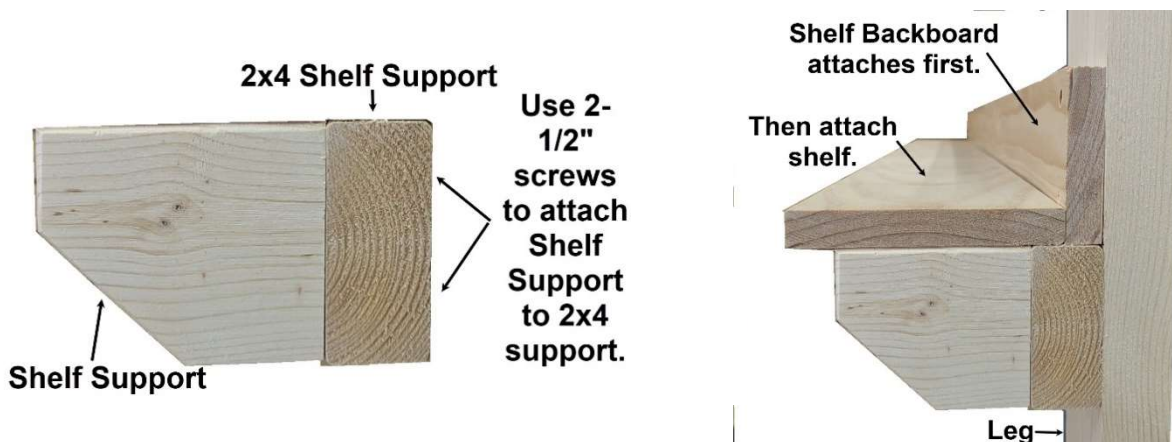 2x4 Shelf Support
Use 2-
1/2"
screws
to attach
Shelf
Support
to 2x4
support.
Shelf Support
Shelf Backboard
attaches first.
Then attach
shelf.
Leg